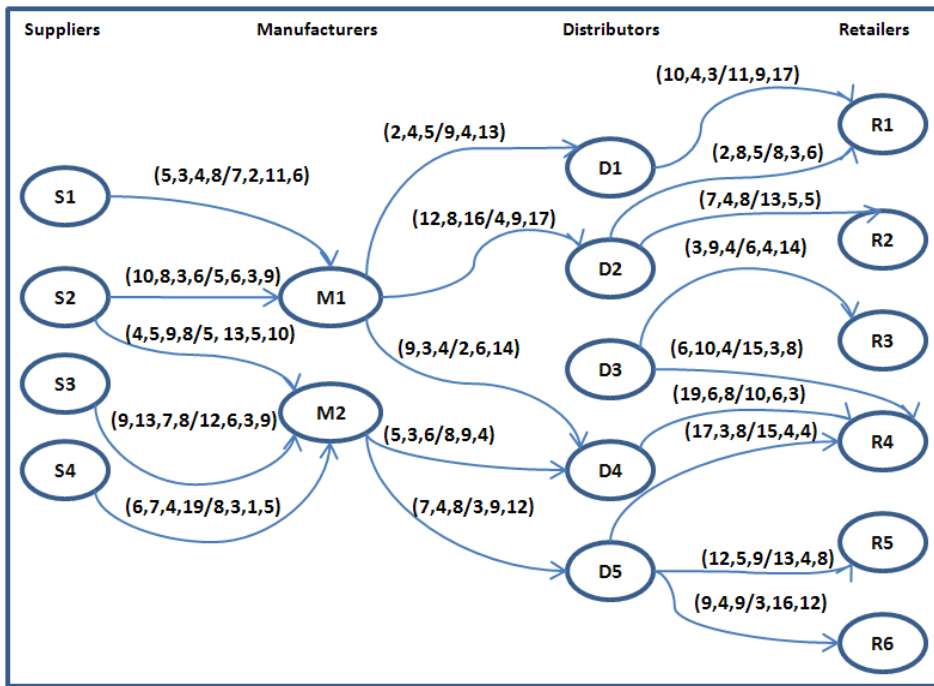 Suppliers Manufacturers Distributors Retailers
(10,4,3/11,9,17)
R1
(2,4,5/9,4,13)
(2,8,5/8,3,6)
D1
(5,3,4,8/7,2,11,6)
S1
(7,4,8/13,5,5)
(12,8,16/4,9,17)
R2
(3,9,4/6,4,14)
D2
(10,8,3,6/5,6,3,9)
S2
M1
(4,5,9,8/5, 13,5,10)
R3
(6,10,4/15,3,8)
(9,3,4/2,6,14)
D3
S3
(19,6,8/10,6,3)
M2
(9,13,7,8/12,6,3,9)
(17,3,8/15,4,4)
R4
(5,3,6/8,9,4)
S4
D4
(6,7,4,19/8,3,1,5)
(7,4,8/3,9,12)
R5
(12,5,9/13,4,8)
D5
(9,4,9/3,16,12)
R6